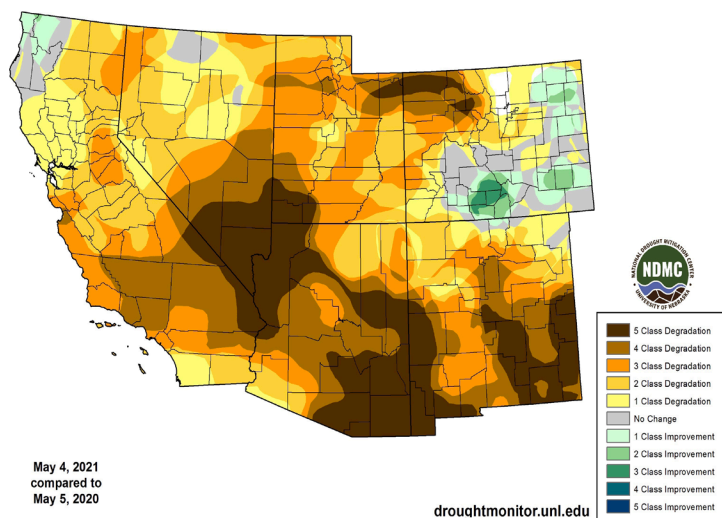 NATIONAL DROUGHT MITIGATION CENTER
NDMC
UNIVERSITY OF NEBRASKA
5 Class Degradation
4 Class Degradation
3 Class Degradation
2 Class Degradation
1 Class Degradation
No Change
1 Class Improvement
2 Class Improvement
3 Class Improvement
4 Class Improvement
5 Class Improvement
May 4, 2021
compared to
May 5, 2020
droughtmonitor.unl.edu